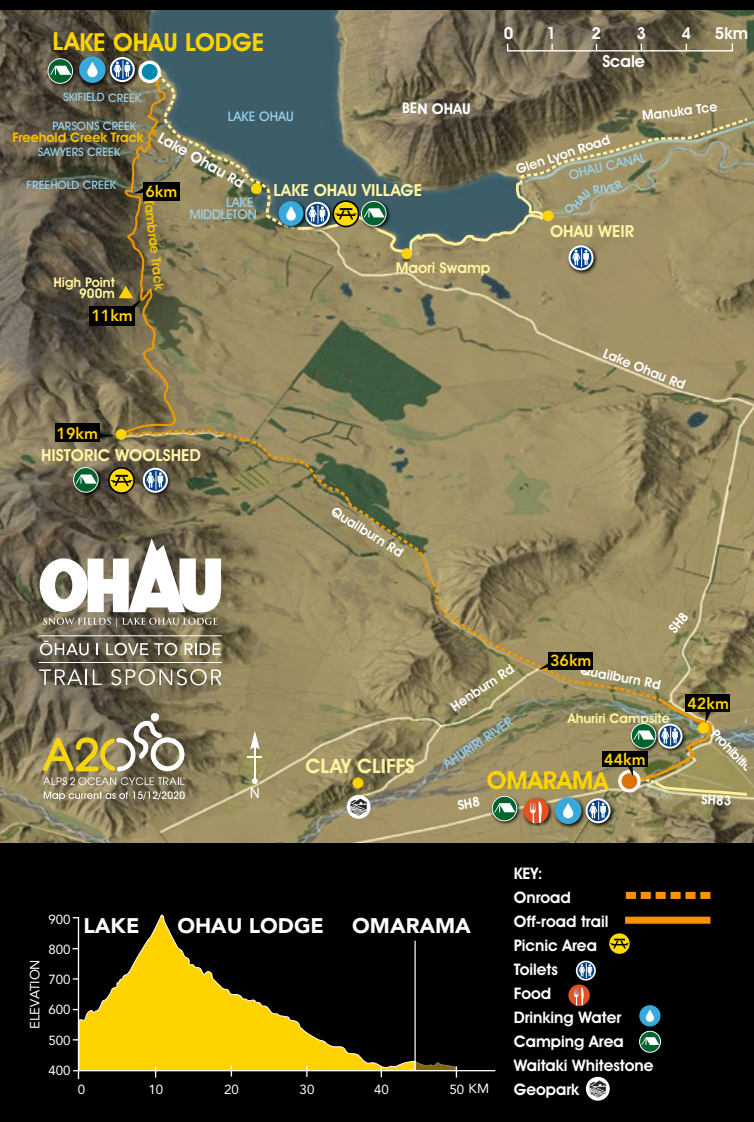 LAKE OHAU LODGE
0 1 2 3 4 5km
Scale
SKIFIELD CREEK
PARSONS CREEK
Freehold Creek Track
SAWYERS CREEK
FREEHOLD CREEK
LAKE OHAU
BEN OHAU
Manuka Tce
Glen Lyon Road
OHAU CANAL
OHAU RIVER
Lake Ohau Rd
6km
LAKE
MIDDLETON
LAKE OHAU VILLAGE
OHAU WEIR
Maori Swamp
Tambrae Track
High Point
900m
11km
Lake Ohau Rd
19km
HISTORIC WOOLSHED
Quailburn Rd
OHAU
SNOW FIELDS | LAKE OHAU LODGE
ŌHAU I LOVE TO RIDE
TRAIL SPONSOR
SH8
36km
Quailburn Rd
Henburn Rd
42km
Ahuriri Campsite
AHURIRI RIVER
44km
A2O
ALPS 2 OCEAN CYCLE TRAIL
Map current as of 15/12/2020
N
CLAY CLIFFS
OMARAMA
SH8
SH83
KEY:
Onroad
Off-road trail
Picnic Area
Toilets
Food
Drinking Water
Camping Area
Waitaki Whitestone
Geopark
LAKE OHAU LODGE OMARAMA
ELEVATION
900
800
700
600
500
400
0 10 20 30 40 50 KM